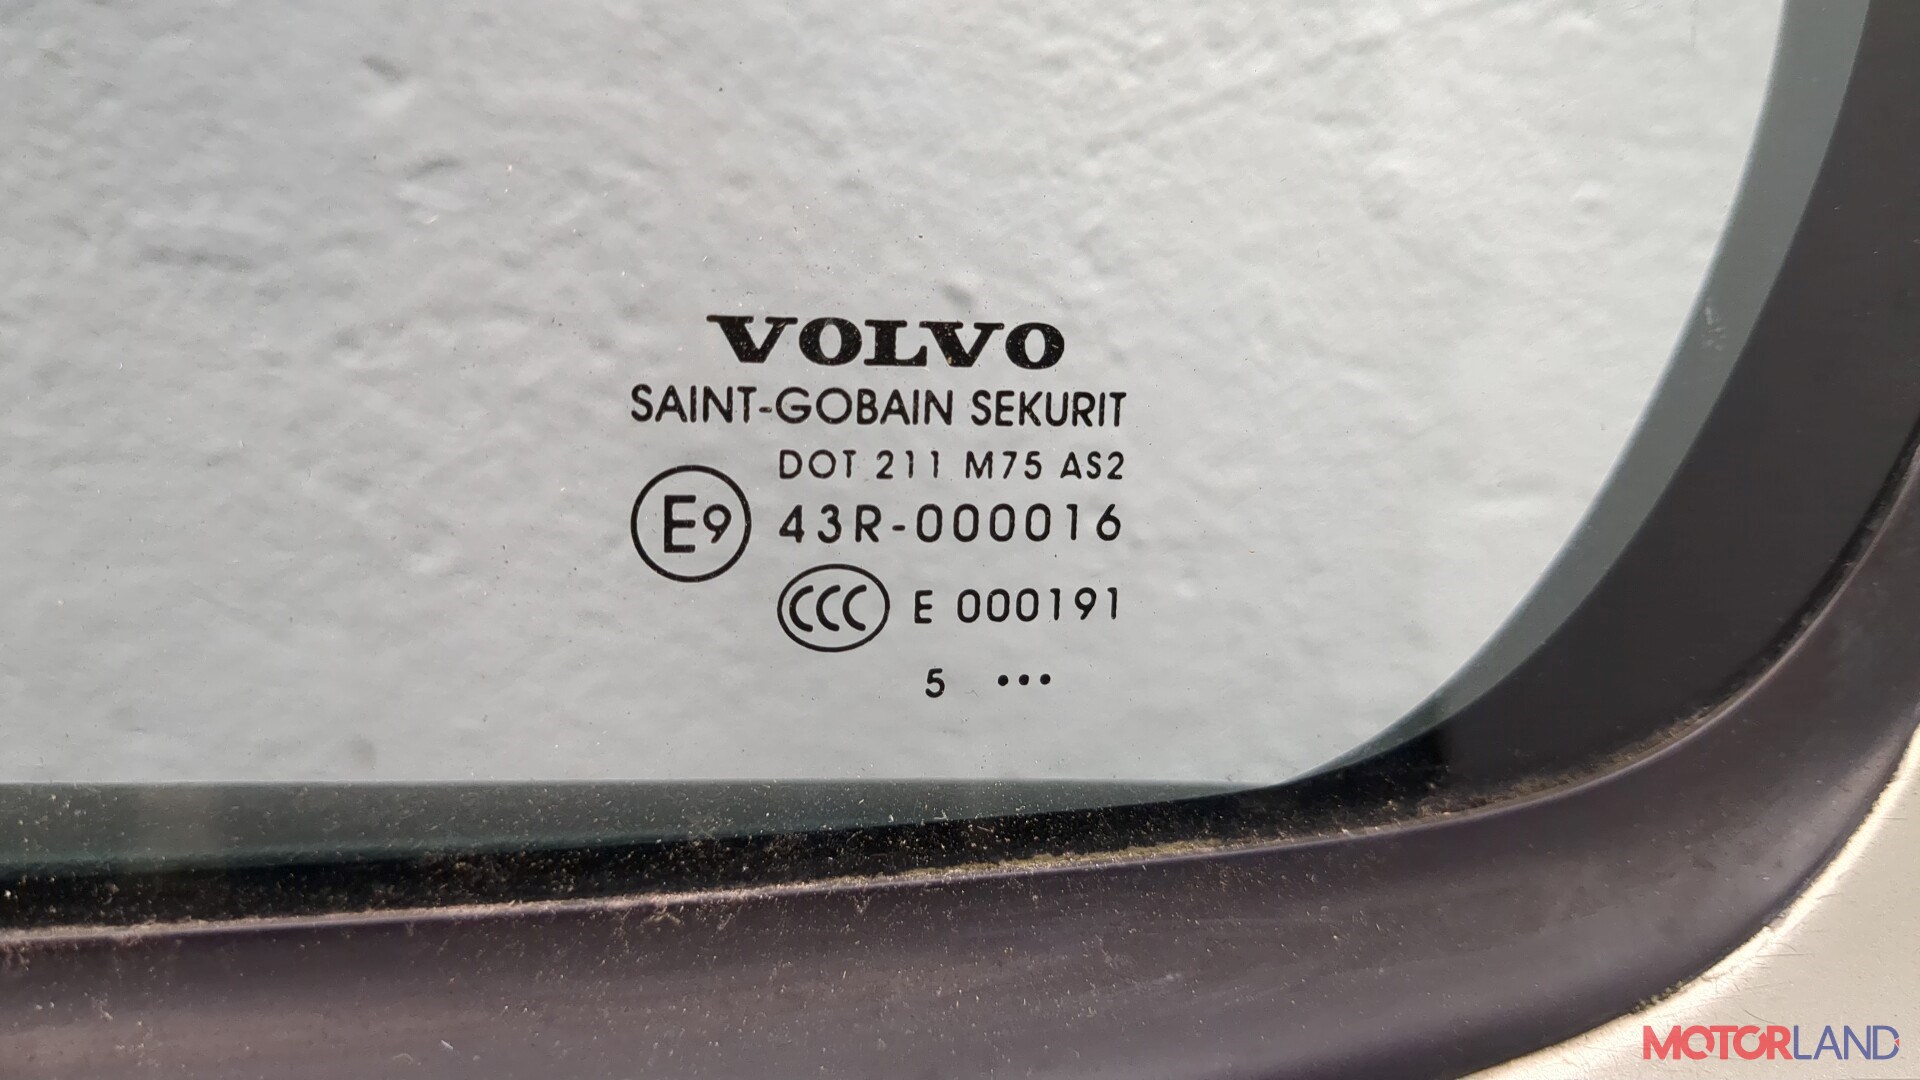 VOLVO
SAINT-GOBAIN SEKURIT
DOT 211 M75 AS2
E9 43R-000016
CCC E 000191
5 •••
MOTORLAND